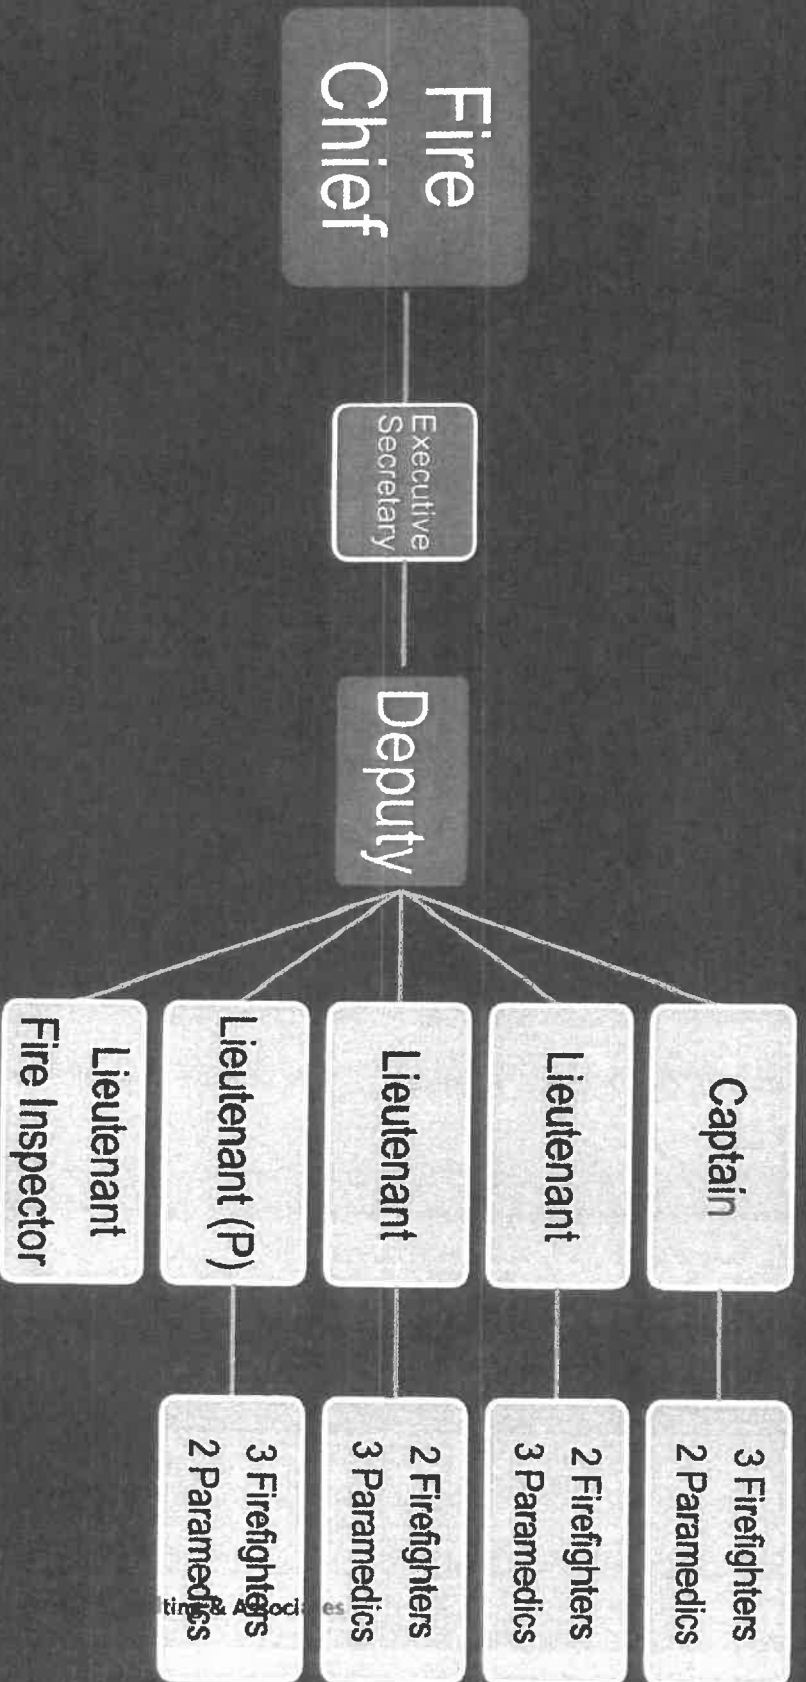 Fire
Chief
Executive
Secretary
Deputy
Captain
Lieutenant
Lieutenant
Lieutenant (P)
Lieutenant
Fire Inspector
3 Firefighters
2 Paramedics
2 Firefighters
3 Paramedics
2 Firefighters
3 Paramedics
3 Firefighters
2 Paramedics
&